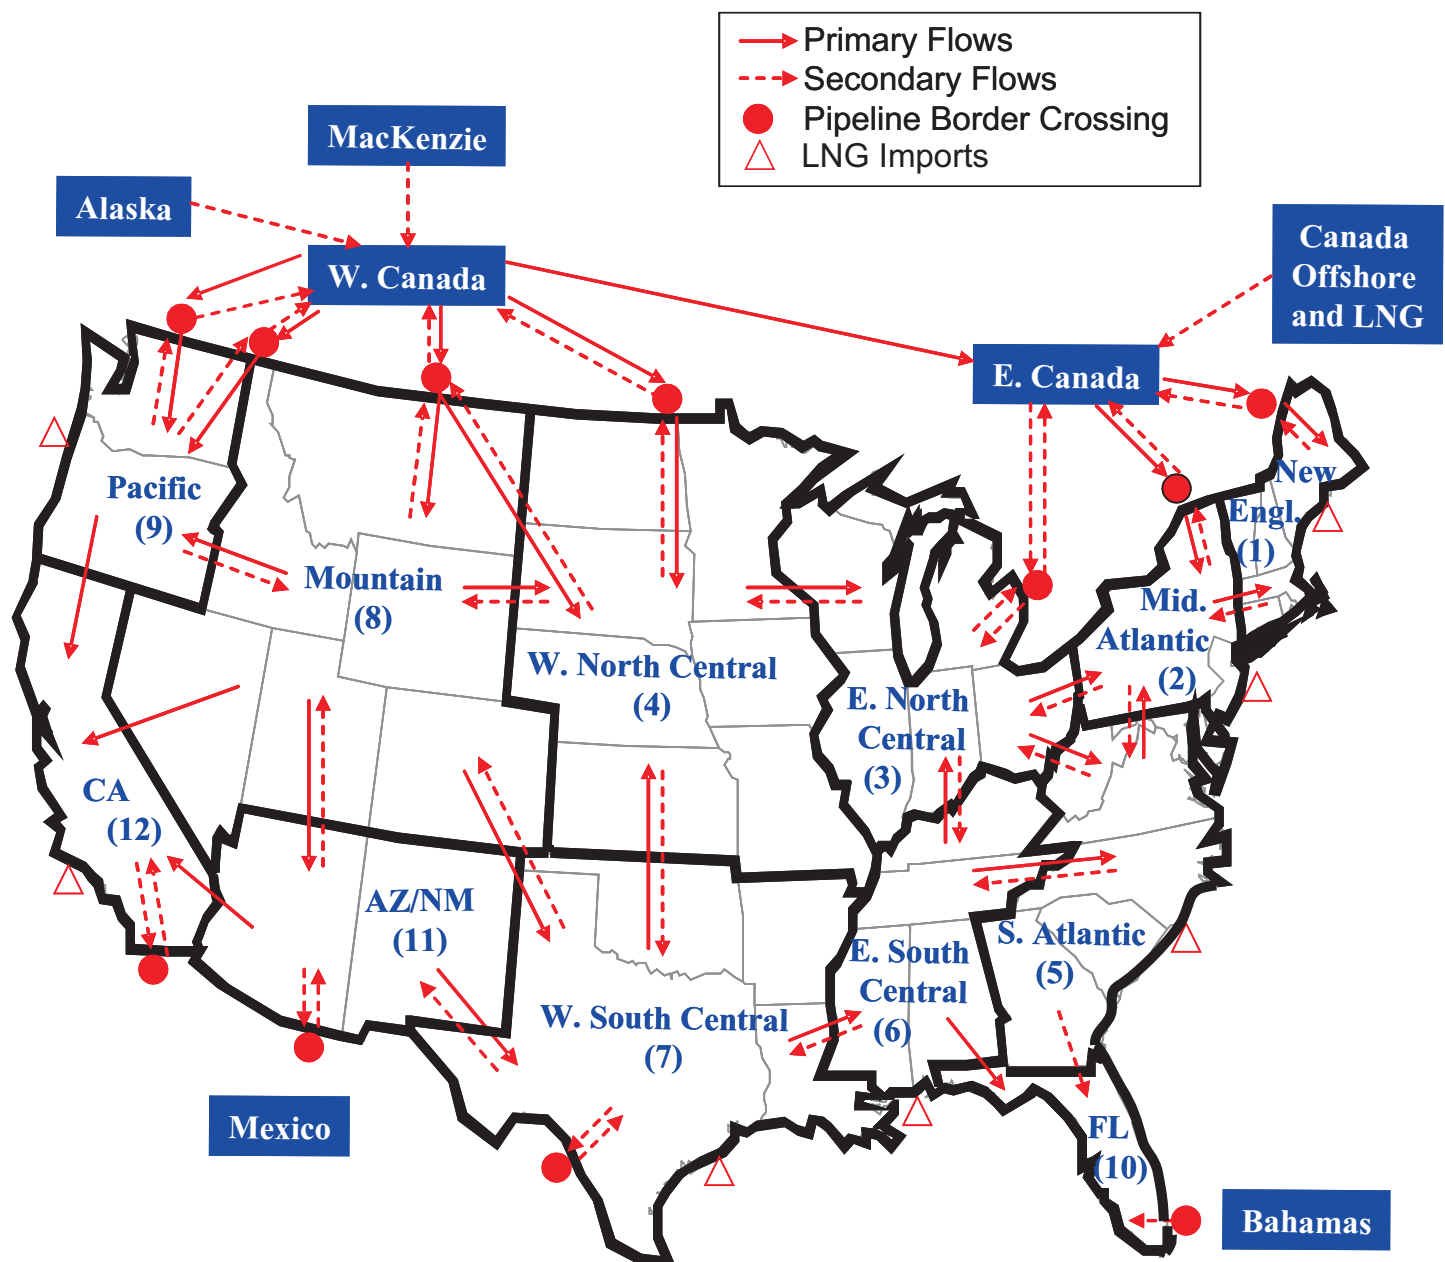 Primary Flows
Secondary Flows
Pipeline Border Crossing
LNG Imports
MacKenzie
Alaska
W. Canada
Canada
Offshore
and LNG
E. Canada
New
Engl.
(1)
Pacific
(9)
Mountain
(8)
Mid.
Atlantic
(2)
W. North Central
(4)
E. North
Central
(3)
CA
(12)
AZ/NM
(11)
S. Atlantic
(5)
E. South
Central
(6)
W. South Central
(7)
Mexico
FL
(10)
Bahamas